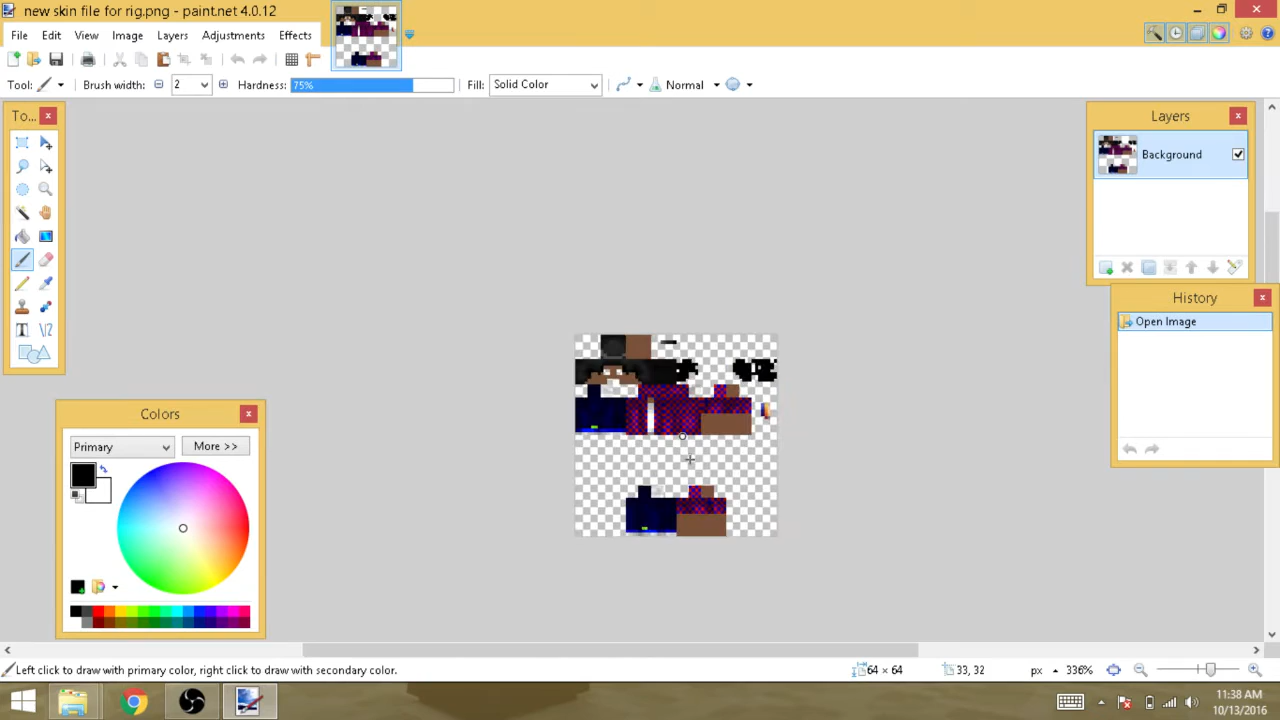 new skin file for rig.png - paint.net 4.0.12
File Edit View Image Layers Adjustments Effects
Tool: Brush width: 2 Hardness: 75% Fill: Solid Color Normal
To...
Layers
Background
History
Open Image
Colors
Primary More >>
Left click to draw with primary color, right click to draw with secondary color. 64 × 64 33, 32 px 336%
11:38 AM
10/13/2016